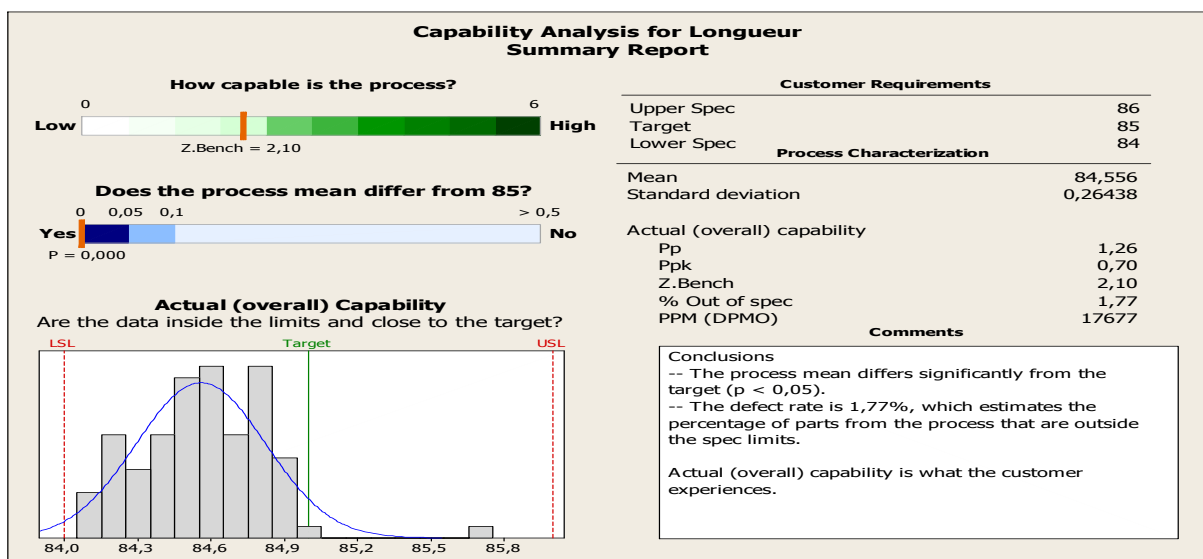 Capability Analysis for Longueur
Summary Report
How capable is the process?
0 6
Low High
Z.Bench = 2,10
Does the process mean differ from 85?
0 0,05 0,1 > 0,5
Yes No
P = 0,000
Actual (overall) Capability
Are the data inside the limits and close to the target?
LSL Target USL
84,0 84,3 84,6 84,9 85,2 85,5 85,8
Customer Requirements
Upper Spec 86
Target 85
Lower Spec 84
Process Characterization
Mean 84,556
Standard deviation 0,26438
Actual (overall) capability
Pp 1,26
Ppk 0,70
Z.Bench 2,10
% Out of spec 1,77
PPM (DPMO) 17677
Comments
Conclusions
-- The process mean differs significantly from the
target (p < 0,05).
-- The defect rate is 1,77%, which estimates the
percentage of parts from the process that are outside
the spec limits.
Actual (overall) capability is what the customer
experiences.